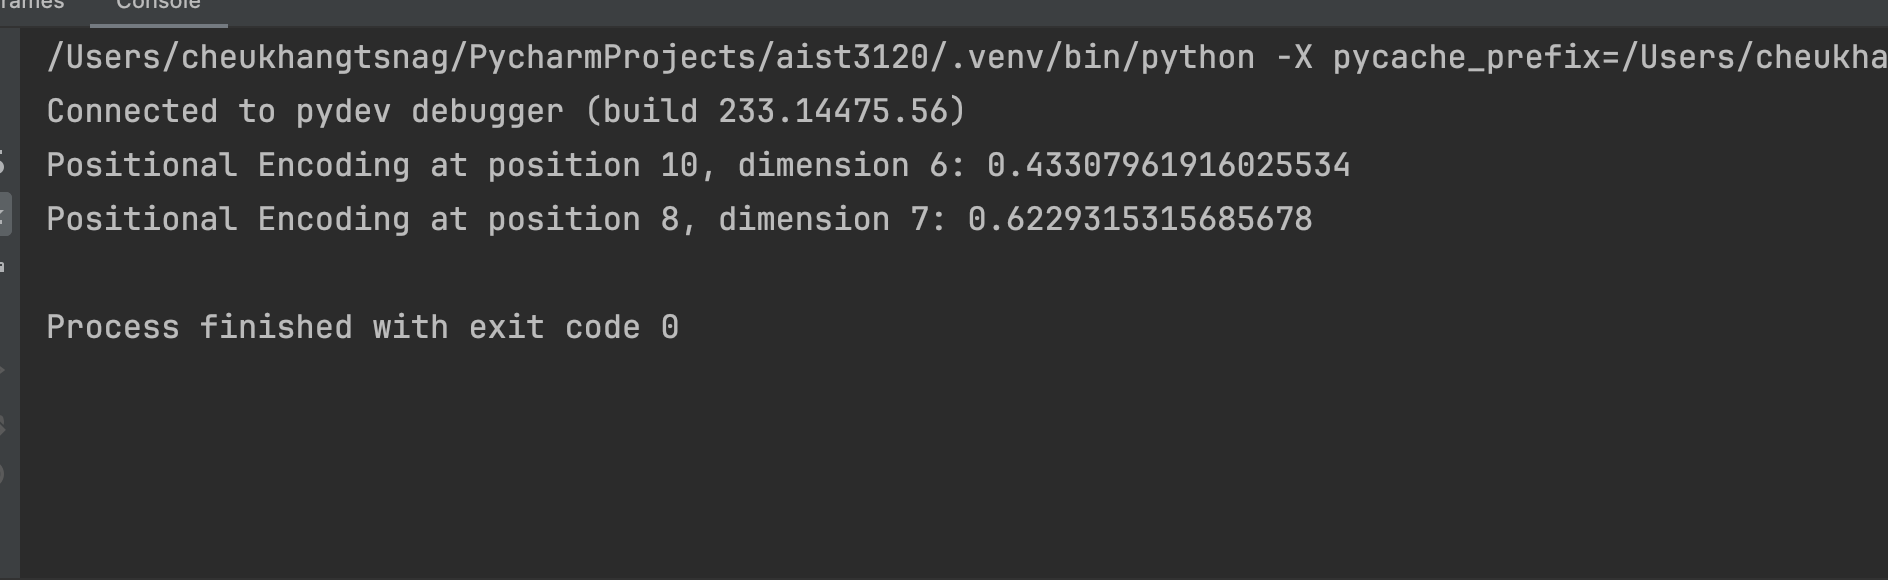 Console
/Users/cheukhangtsnag/PycharmProjects/aist3120/.venv/bin/python -X pycache_prefix=/Users/cheukha
Connected to pydev debugger (build 233.14475.56)
Positional Encoding at position 10, dimension 6: 0.43307961916025534
Positional Encoding at position 8, dimension 7: 0.6229315315685678
Process finished with exit code 0